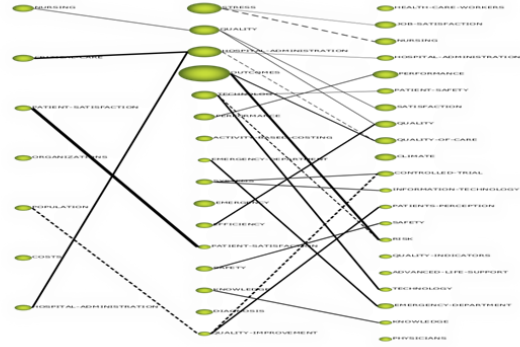 NURSING
PATIENT-SATISFACTION
ORGANIZATIONS
POPULATION
COSTS
HOSPITAL-ADMINISTRATION
STRESS
QUALITY
HOSPITAL-ADMINISTRATION
OUTCOMES
PERFORMANCE
ACTIVITY-BASED-COSTING
EMERGENCY-DEPARTMENT
EMERGENCY
EFFICIENCY
PATIENT-SATISFACTION
SAFETY
KNOWLEDGE
DIAGNOSIS
QUALITY-IMPROVEMENT
HEALTH-CARE-WORKERS
JOB-SATISFACTION
NURSING
HOSPITAL-ADMINISTRATION
PERFORMANCE
PATIENT-SAFETY
SATISFACTION
QUALITY
QUALITY-OF-CARE
CLIMATE
CONTROLLED-TRIAL
INFORMATION-TECHNOLOGY
PATIENTS-PERCEPTION
SAFETY
RISK
QUALITY-INDICATORS
ADVANCED-LIFE-SUPPORT
TECHNOLOGY
EMERGENCY-DEPARTMENT
KNOWLEDGE
PHYSICIANS